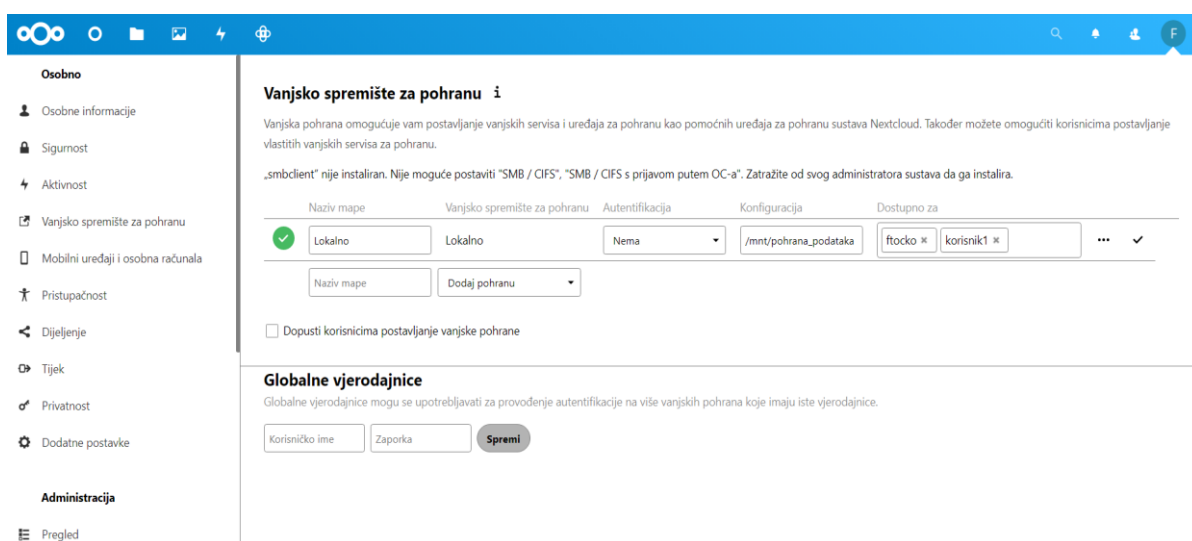 F
Osobno
Osobne informacije
Sigurnost
Aktivnost
Vanjsko spremište za pohranu
Mobilni uređaji i osobna računala
Pristupačnost
Dijeljenje
Tijek
Privatnost
Dodatne postavke
Administracija
Pregled
Vanjsko spremište za pohranu i
Vanjska pohrana omogućuje vam postavljanje vanjskih servisa i uređaja za pohranu kao pomoćnih uređaja za pohranu sustava Nextcloud. Također možete omogućiti korisnicima postavljanje
vlastitih vanjskih servisa za pohranu.
„smbclient” nije instaliran. Nije moguće postaviti "SMB / CIFS", "SMB / CIFS s prijavom putem OC-a". Zatražite od svog administratora sustava da ga instalira.
Naziv mape Vanjsko spremište za pohranu Autentifikacija Konfiguracija Dostupno za
Lokalno Lokalno Nema /mnt/pohrana_podataka ftocko × korisnik1 ×
Naziv mape Dodaj pohranu
Dopusti korisnicima postavljanje vanjske pohrane
Globalne vjerodajnice
Globalne vjerodajnice mogu se upotrebljavati za provođenje autentifikacije na više vanjskih pohrana koje imaju iste vjerodajnice.
Korisničko ime Zaporka Spremi